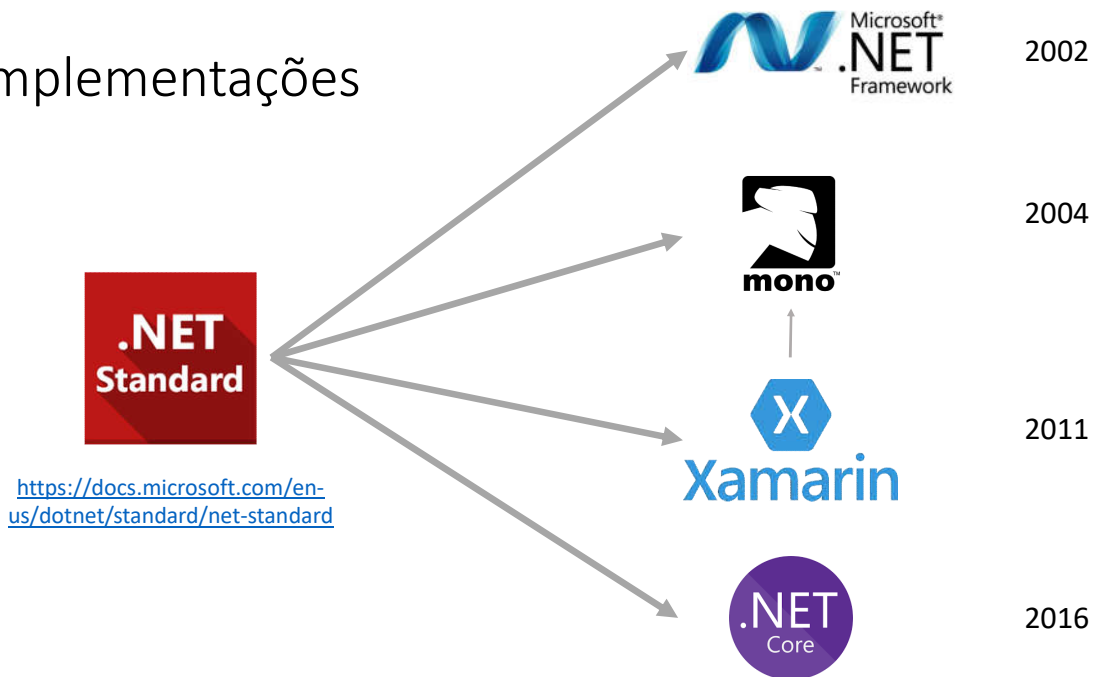 mplementações
Microsoft®
.NET
Framework
2002
mono™
2004
.NET
Standard
https://docs.microsoft.com/en-
us/dotnet/standard/net-standard
X
Xamarin
2011
.NET
Core
2016